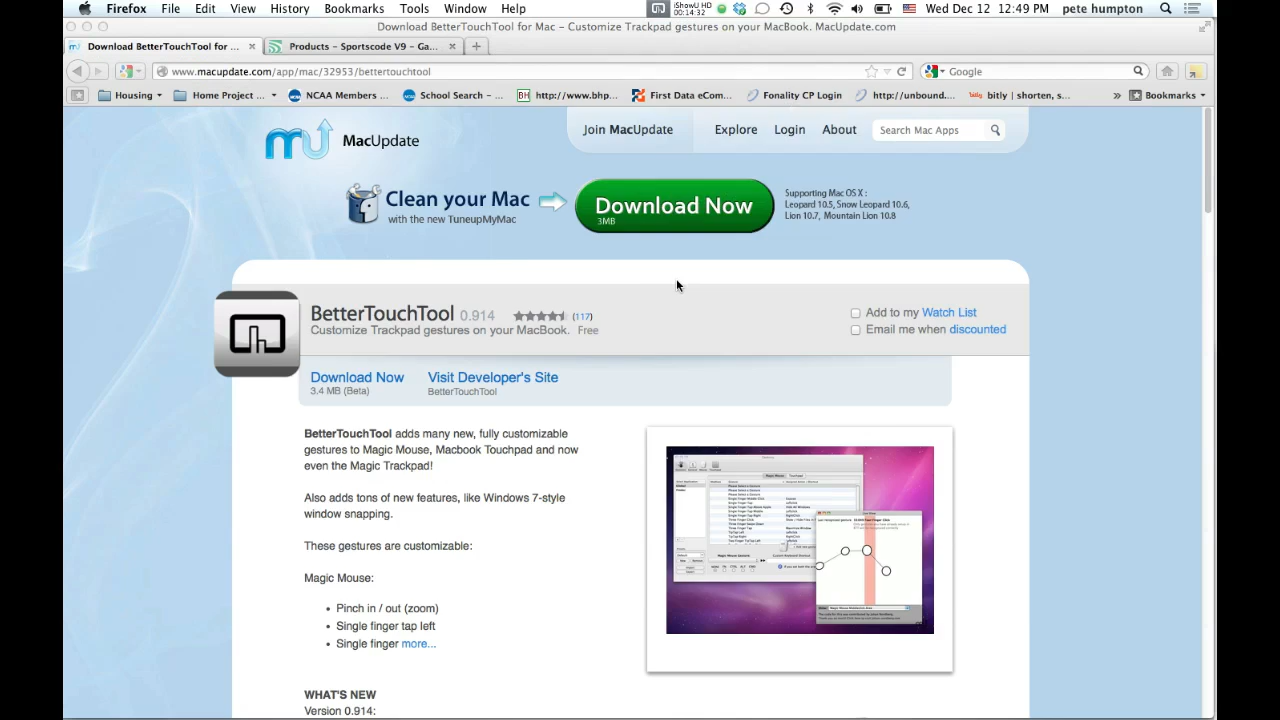 Firefox File Edit View History Bookmarks Tools Window Help iShowU HD 00:14:32 Wed Dec 12 12:49 PM pete humpton
Download BetterTouchTool for Mac - Customize Trackpad gestures on your MacBook. MacUpdate.com
Download BetterTouchTool for ... Products - Sportscode V9 - Ga...
www.macupdate.com/app/mac/32953/bettertouchtool Google
Housing Home Project ... NCAA Members ... School Search - ... BH http://www.bhp... First Data eCom... Fonality CP Login http://unbound.... bitly | shorten, s... » Bookmarks
MacUpdate
Join MacUpdate Explore Login About Search Mac Apps
Clean your Mac
with the new TuneupMyMac
Download Now
3MB
Supporting Mac OS X :
Leopard 10.5, Snow Leopard 10.6,
Lion 10.7, Mountain Lion 10.8
BetterTouchTool 0.914 (117)
Customize Trackpad gestures on your MacBook. Free
Add to my Watch List
Email me when discounted
Download Now
3.4 MB (Beta)
Visit Developer's Site
BetterTouchTool
BetterTouchTool adds many new, fully customizable
gestures to Magic Mouse, Macbook Touchpad and now
even the Magic Trackpad!
Also adds tons of new features, like Windows 7-style
window snapping.
These gestures are customizable:
Magic Mouse:
• Pinch in / out (zoom)
• Single finger tap left
• Single finger more...
WHAT'S NEW
Version 0.914: